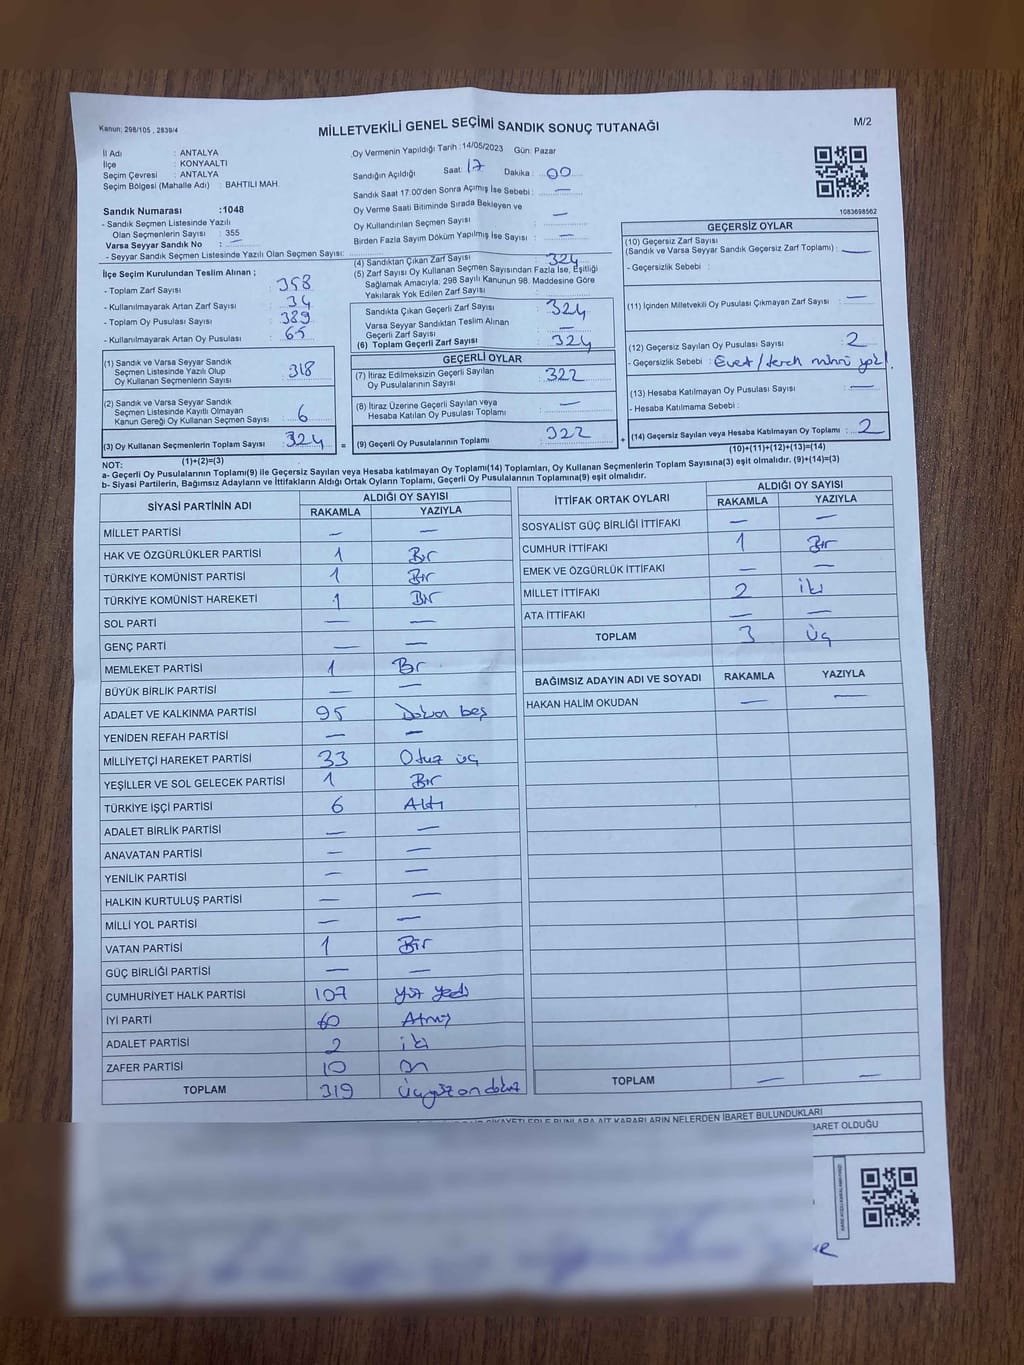 Kanun; 298/105 , 2839/4
MİLLETVEKİLİ GENEL SEÇİMİ SANDIK SONUÇ TUTANAĞI
M/2
İl Adı : ANTALYA
İlçe : KONYAALTI
Seçim Çevresi : ANTALYA
Seçim Bölgesi (Mahalle Adı) : BAHTILI MAH.
Oy Vermenin Yapıldığı Tarih : 14/05/2023 Gün: Pazar
Sandığın Açıldığı Saat: 17 Dakika : 00
Sandık Saat 17:00'den Sonra Açılmış İse Sebebi : —
Oy Verme Saati Bitiminde Sırada Bekleyen ve
Oy Kullandırılan Seçmen Sayısı —
Birden Fazla Sayım Döküm Yapılmış İse Sayısı : —
1083698562
Sandık Numarası :1048
- Sandık Seçmen Listesinde Yazılı
Olan Seçmenlerin Sayısı : 355
Varsa Seyyar Sandık No : —
- Seyyar Sandık Seçmen Listesinde Yazılı Olan Seçmen Sayısı:
İlçe Seçim Kurulundan Teslim Alınan ;
- Toplam Zarf Sayısı : 358
- Kullanılmayarak Artan Zarf Sayısı : 34
- Toplam Oy Pusulası Sayısı : 389
- Kullanılmayarak Artan Oy Pusulası : 65
(1) Sandık ve Varsa Seyyar Sandık
Seçmen Listesinde Yazılı Olup
Oy Kullanan Seçmenlerin Sayısı : 318
(2) Sandık ve Varsa Seyyar Sandık
Seçmen Listesinde Kayıtlı Olmayan
Kanun Gereği Oy Kullanan Seçmen Sayısı : 6
(3) Oy Kullanan Seçmenlerin Toplam Sayısı : 324
(1)+(2)=(3)
(4) Sandıktan Çıkan Zarf Sayısı : 324
(5) Zarf Sayısı Oy Kullanan Seçmen Sayısından Fazla İse, Eşitliği
Sağlamak Amacıyla; 298 Sayılı Kanunun 98. Maddesine Göre
Yakılarak Yok Edilen Zarf Sayısı :
Sandıkta Çıkan Geçerli Zarf Sayısı : 324
Varsa Seyyar Sandıktan Teslim Alınan
Geçerli Zarf Sayısı : —
(6) Toplam Geçerli Zarf Sayısı : 324
GEÇERLİ OYLAR
(7) İtiraz Edilmeksizin Geçerli Sayılan
Oy Pusulalarının Sayısı : 322
(8) İtiraz Üzerine Geçerli Sayılan veya
Hesaba Katılan Oy Pusulası Toplamı : —
= (9) Geçerli Oy Pusulalarının Toplamı : 322 +
GEÇERSİZ OYLAR
(10) Geçersiz Zarf Sayısı
(Sandık ve Varsa Seyyar Sandık Geçersiz Zarf Toplamı) : —
- Geçersizlik Sebebi :
(11) İçinden Milletvekili Oy Pusulası Çıkmayan Zarf Sayısı : —
(12) Geçersiz Sayılan Oy Pusulası Sayısı : 2
- Geçersizlik Sebebi : Evet/tercih mührü yok!
(13) Hesaba Katılmayan Oy Pusulası Sayısı : —
- Hesaba Katılmama Sebebi :
(14) Geçersiz Sayılan veya Hesaba Katılmayan Oy Toplamı : 2
(10)+(11)+(12)+(13)=(14)
NOT:
a- Geçerli Oy Pusulalarının Toplamı(9) ile Geçersiz Sayılan veya Hesaba katılmayan Oy Toplamı(14) Toplamları, Oy Kullanan Seçmenlerin Toplam Sayısına(3) eşit olmalıdır. (9)+(14)=(3)
b- Siyasi Partilerin, Bağımsız Adayların ve İttifakların Aldığı Ortak Oyların Toplamı, Geçerli Oy Pusulalarının Toplamına(9) eşit olmalıdır.
SİYASİ PARTİNİN ADI ALDIĞI OY SAYISI
RAKAMLA YAZIYLA
MİLLET PARTİSİ — —
HAK VE ÖZGÜRLÜKLER PARTİSİ 1 Bir
TÜRKİYE KOMÜNİST PARTİSİ 1 Bir
TÜRKİYE KOMÜNİST HAREKETİ 1 Bir
SOL PARTİ — —
GENÇ PARTİ — —
MEMLEKET PARTİSİ 1 Bir
BÜYÜK BİRLİK PARTİSİ — —
ADALET VE KALKINMA PARTİSİ 95 Doksan beş
YENİDEN REFAH PARTİSİ — —
MİLLİYETÇİ HAREKET PARTİSİ 33 Otuz üç
YEŞİLLER VE SOL GELECEK PARTİSİ 1 Bir
TÜRKİYE İŞÇİ PARTİSİ 6 Altı
ADALET BİRLİK PARTİSİ — —
ANAVATAN PARTİSİ — —
YENİLİK PARTİSİ — —
HALKIN KURTULUŞ PARTİSİ — —
MİLLİ YOL PARTİSİ — —
VATAN PARTİSİ 1 Bir
GÜÇ BİRLİĞİ PARTİSİ — —
CUMHURİYET HALK PARTİSİ 107 Yüz yedi
İYİ PARTİ 60 Atmış
ADALET PARTİSİ 2 iki
ZAFER PARTİSİ 10 On
TOPLAM 319 Üçyüz on dokuz
İTTİFAK ORTAK OYLARI ALDIĞI OY SAYISI
RAKAMLA YAZIYLA
SOSYALİST GÜÇ BİRLİĞİ İTTİFAKI — —
CUMHUR İTTİFAKI 1 Bir
EMEK VE ÖZGÜRLÜK İTTİFAKI — —
MİLLET İTTİFAKI 2 iki
ATA İTTİFAKI — —
TOPLAM 3 Üç
BAĞIMSIZ ADAYIN ADI VE SOYADI RAKAMLA YAZIYLA
HAKAN HALİM OKUDAN — —
TOPLAM — —
KARARLARIN NELERDEN İBARET BULUNDUKLARI
BARET OLDUĞU